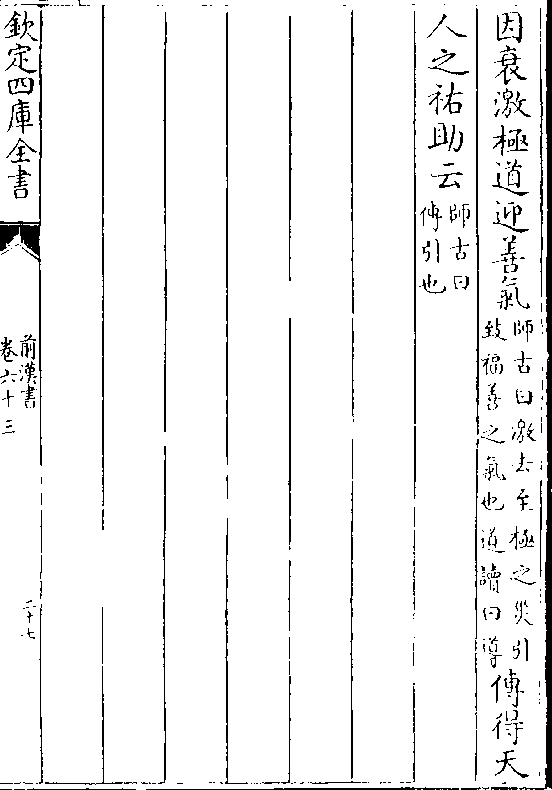 因衰激極道迎善氣師古曰激去至極之災引致福善之氣也道讀曰導傳得天
人之祐助云師古曰傳引也
欽定四庫全書
前漢書
卷六十三
二十七